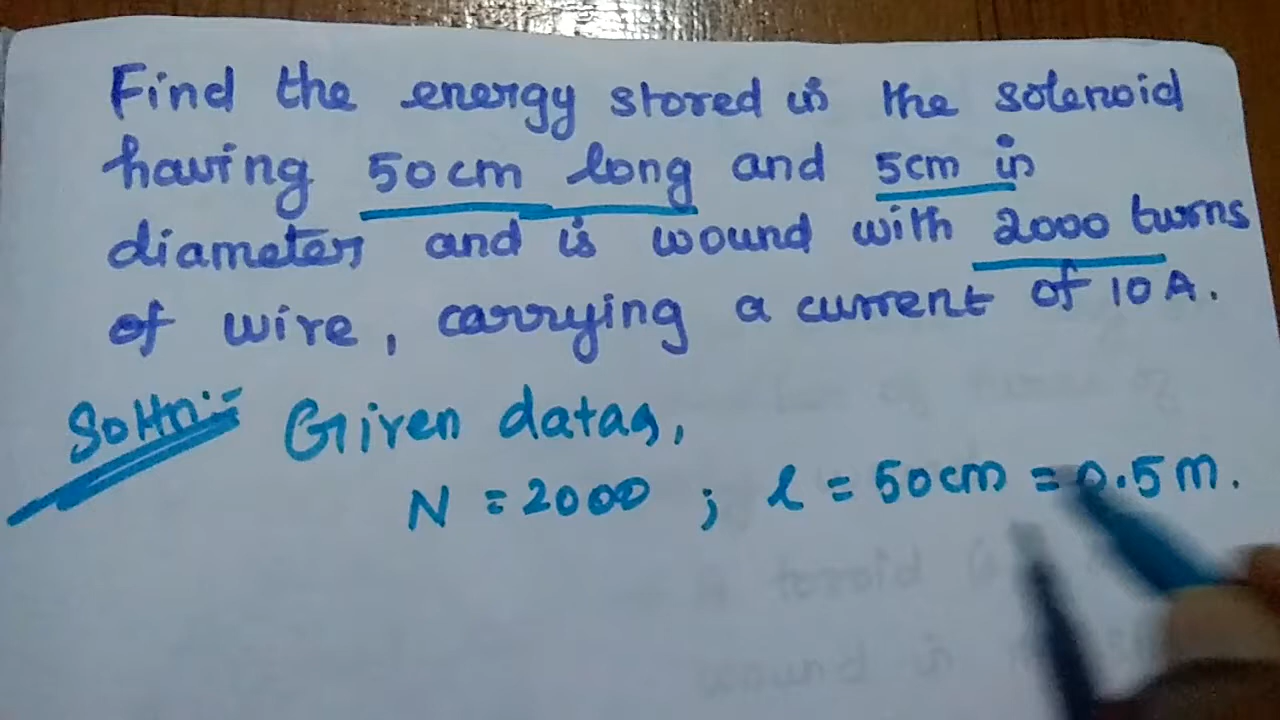 Find the energy stored in the solenoid
having 50cm long and 5cm in
diameter and is wound with 2000 turns
of wire, carrying a current of 10A.
Soltn:- Given datas,
N = 2000 ; l = 50cm = 0.5m.